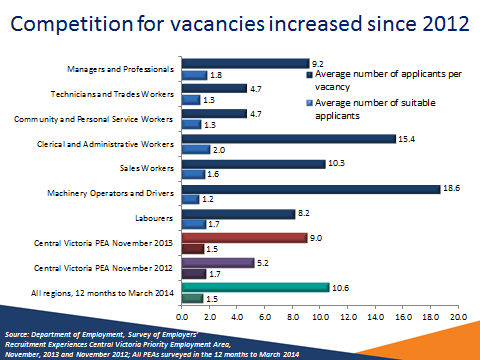 Competition for vacancies increased since 2012
Managers and Professionals
9.2
1.8
Technicians and Trades Workers
4.7
1.3
Community and Personal Service Workers
4.7
1.3
Clerical and Administrative Workers
15.4
2.0
Sales Workers
10.3
1.6
Machinery Operators and Drivers
18.6
1.2
Labourers
8.2
1.7
Central Victoria PEA November 2013
9.0
1.5
Central Victoria PEA November 2012
5.2
1.7
All regions, 12 months to March 2014
10.6
1.5
Average number of applicants per
vacancy
Average number of suitable
applicants
0.0 2.0 4.0 6.0 8.0 10.0 12.0 14.0 16.0 18.0 20.0
Source: Department of Employment, Survey of Employers'
Recruitment Experiences Central Victoria Priority Employment Area,
November, 2013 and November 2012; All PEAs surveyed in the 12 months to March 2014